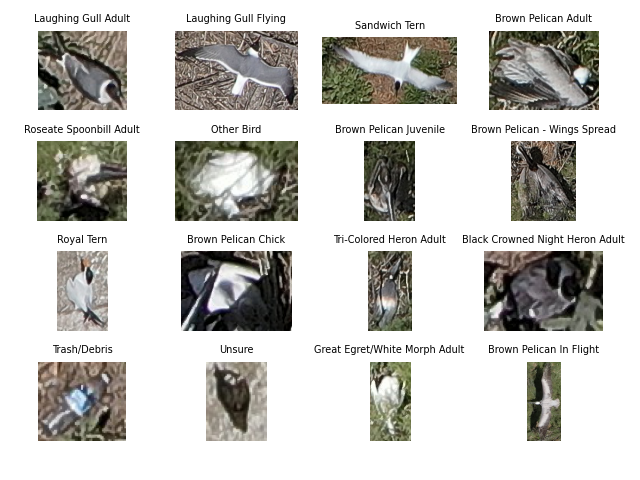 Laughing Gull Adult
Laughing Gull Flying
Sandwich Tern
Brown Pelican Adult
Roseate Spoonbill Adult
Other Bird
Brown Pelican Juvenile
Brown Pelican - Wings Spread
Royal Tern
Brown Pelican Chick
Tri-Colored Heron Adult
Black Crowned Night Heron Adult
Trash/Debris
Unsure
Great Egret/White Morph Adult
Brown Pelican In Flight